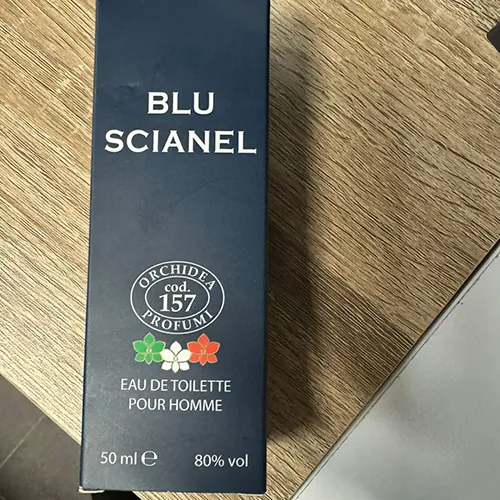 BLU
SCIANEL
ORCHIDEA
cod.
157
PROFUMI
EAU DE TOILETTE
POUR HOMME
50 ml ℮
80% vol